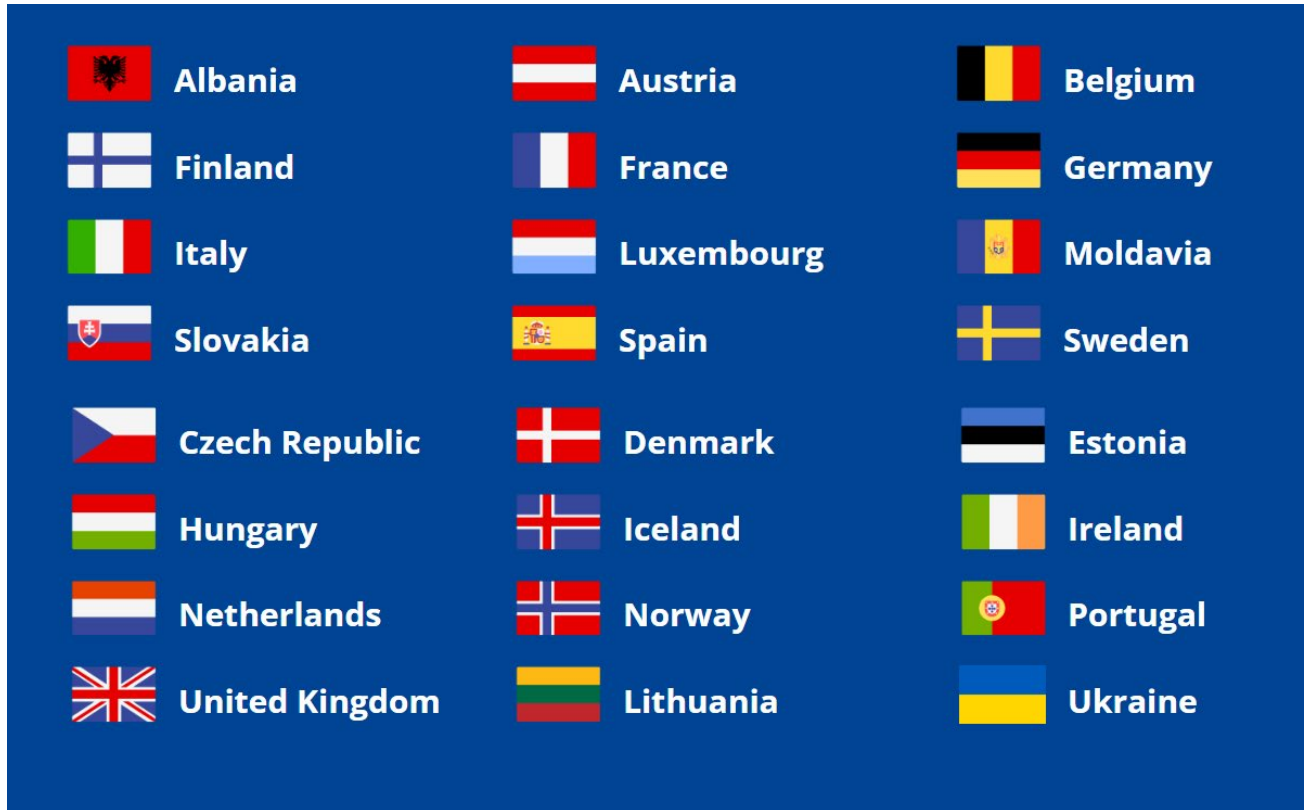 Albania
Austria
Belgium
Finland
France
Germany
Italy
Luxembourg
Moldavia
Slovakia
Spain
Sweden
Czech Republic
Denmark
Estonia
Hungary
Iceland
Ireland
Netherlands
Norway
Portugal
United Kingdom
Lithuania
Ukraine